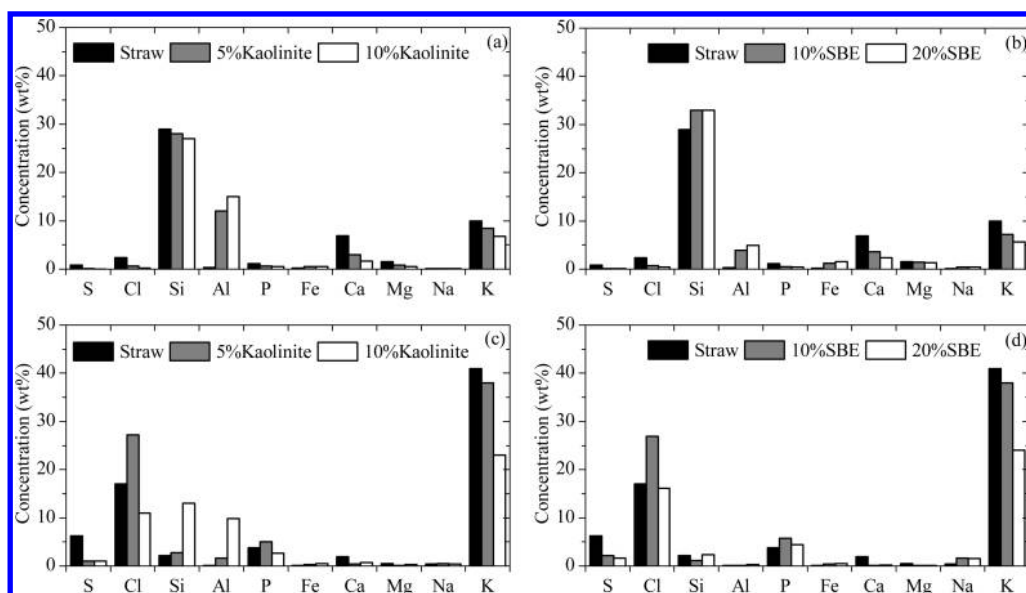 50
40
30
20
10
0
Concentration (wt%)
Straw 5%Kaolinite 10%Kaolinite (a)
S Cl Si Al P Fe Ca Mg Na K
50
40
30
20
10
0
Concentration (wt%)
Straw 10%SBE 20%SBE (b)
S Cl Si Al P Fe Ca Mg Na K
50
40
30
20
10
0
Concentration (wt%)
Straw 5%Kaolinite 10%Kaolinite (c)
S Cl Si Al P Fe Ca Mg Na K
50
40
30
20
10
0
Concentration (wt%)
Straw 10%SBE 20%SBE (d)
S Cl Si Al P Fe Ca Mg Na K